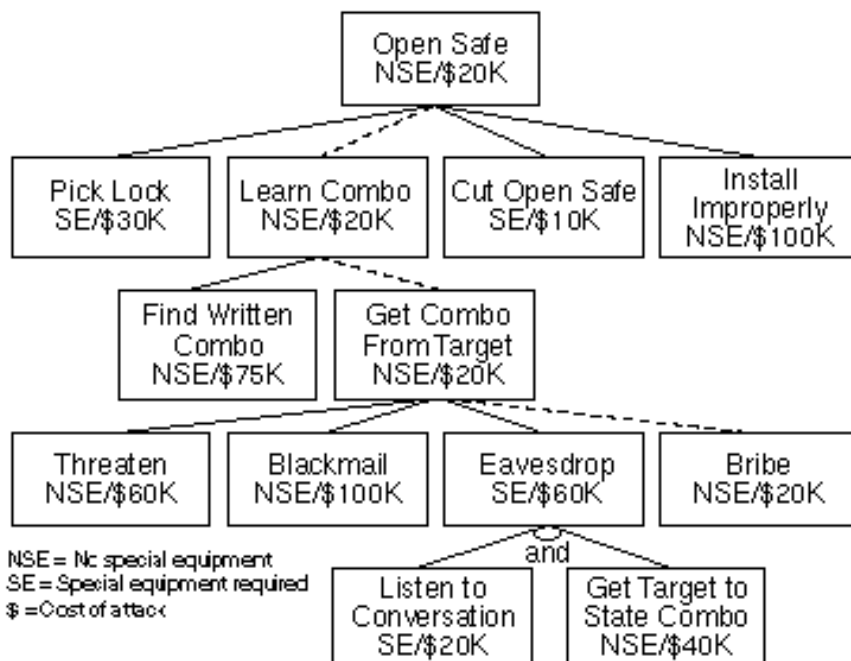 Open Safe
NSE/$20K
Pick Lock
SE/$30K
Learn Combo
NSE/$20K
Cut Open Safe
SE/$10K
Install
Improperly
NSE/$100K
Find Written
Combo
NSE/$75K
Get Combo
From Target
NSE/$20K
Threaten
NSE/$60K
Blackmail
NSE/$100K
Eavesdrop
SE/$60K
Bribe
NSE/$20K
and
Listen to
Conversation
SE/$20K
Get Target to
State Combo
NSE/$40K
NSE = No special equipment
SE = Special equipment required
$ = Cost of attack